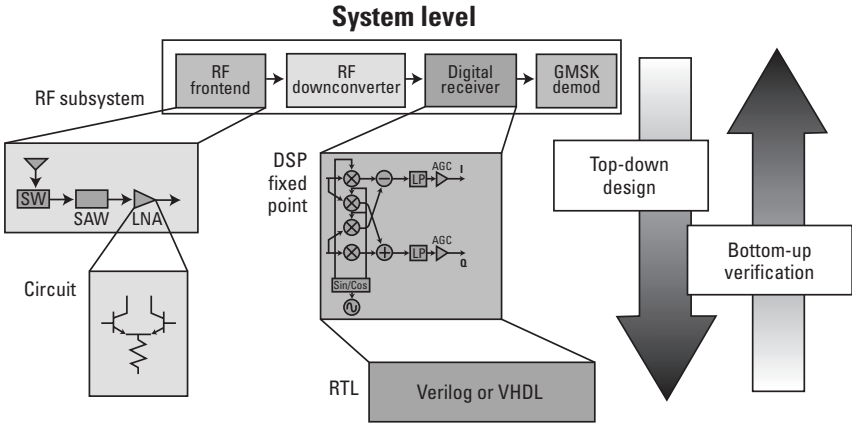 System level
RF
frontend
RF
downconverter
Digital
receiver
GMSK
demod
RF subsystem
SW
SAW
LNA
DSP
fixed
point
AGC
I
LP
AGC
LP
Q
Sin/Cos
Top-down
design
Bottom-up
verification
Circuit
RTL
Verilog or VHDL